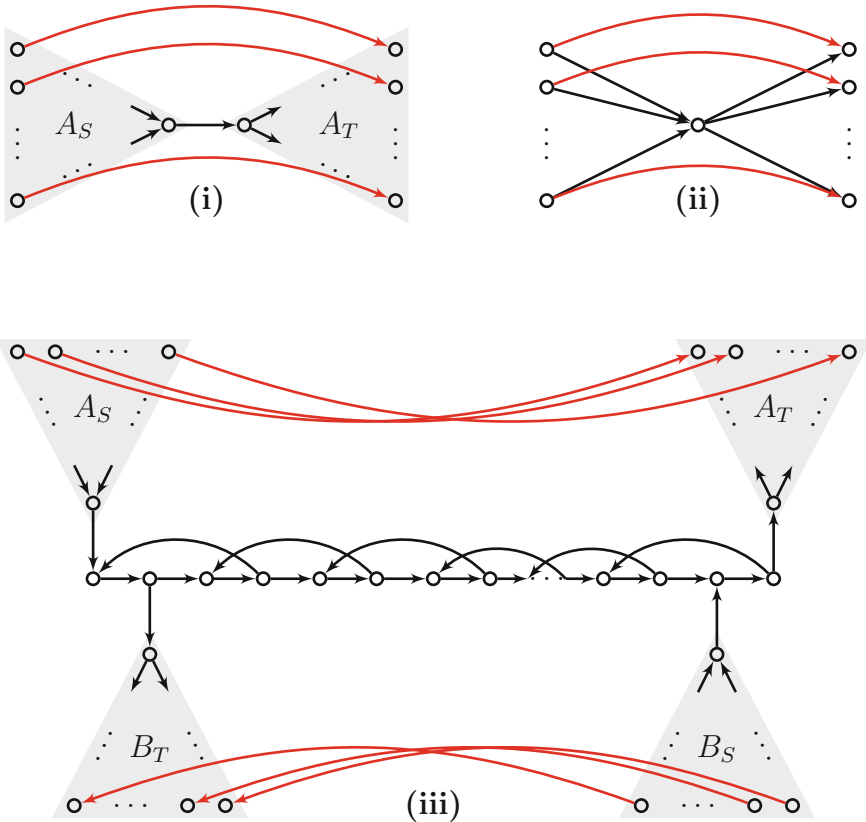 A_S
A_T
(i)
(ii)
A_S
A_T
B_T
B_S
(iii)